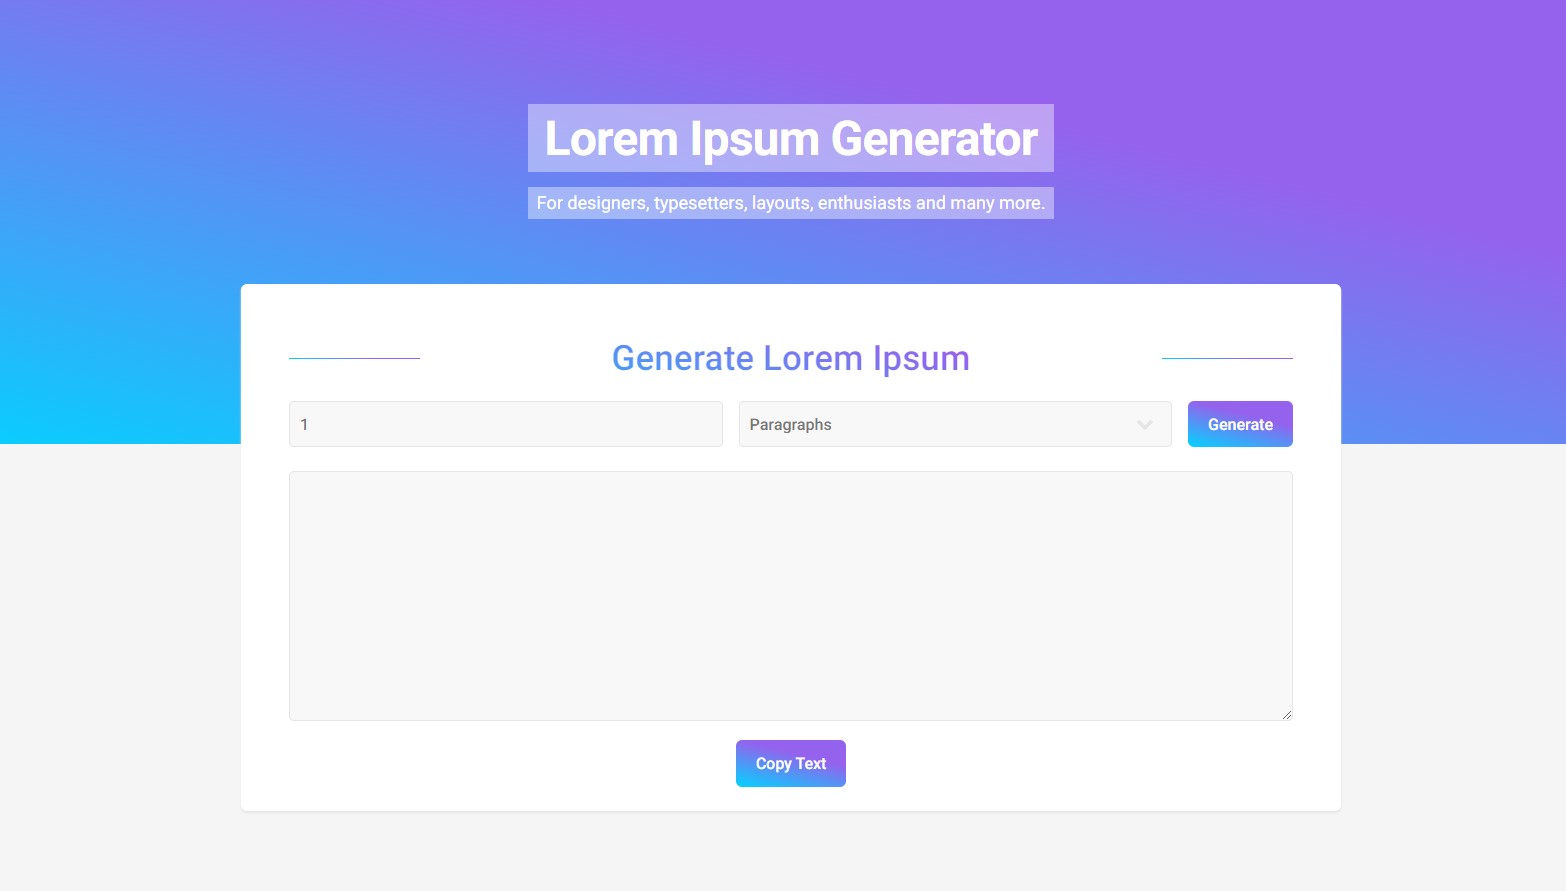 Lorem Ipsum Generator
For designers, typesetters, layouts, enthusiasts and many more.
Generate Lorem Ipsum
1
Paragraphs
Generate
Copy Text